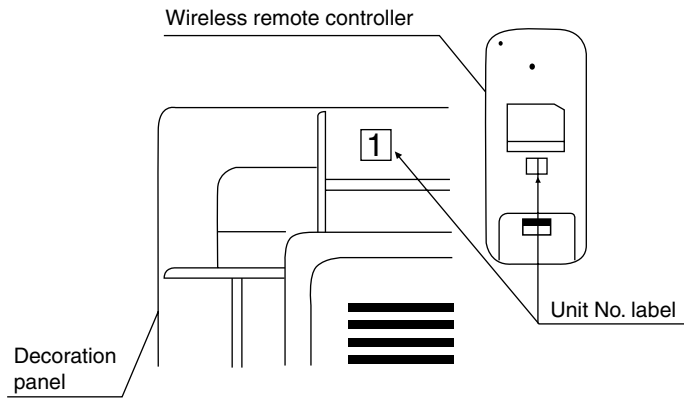 Wireless remote controller
1
Unit No. label
Decoration
panel